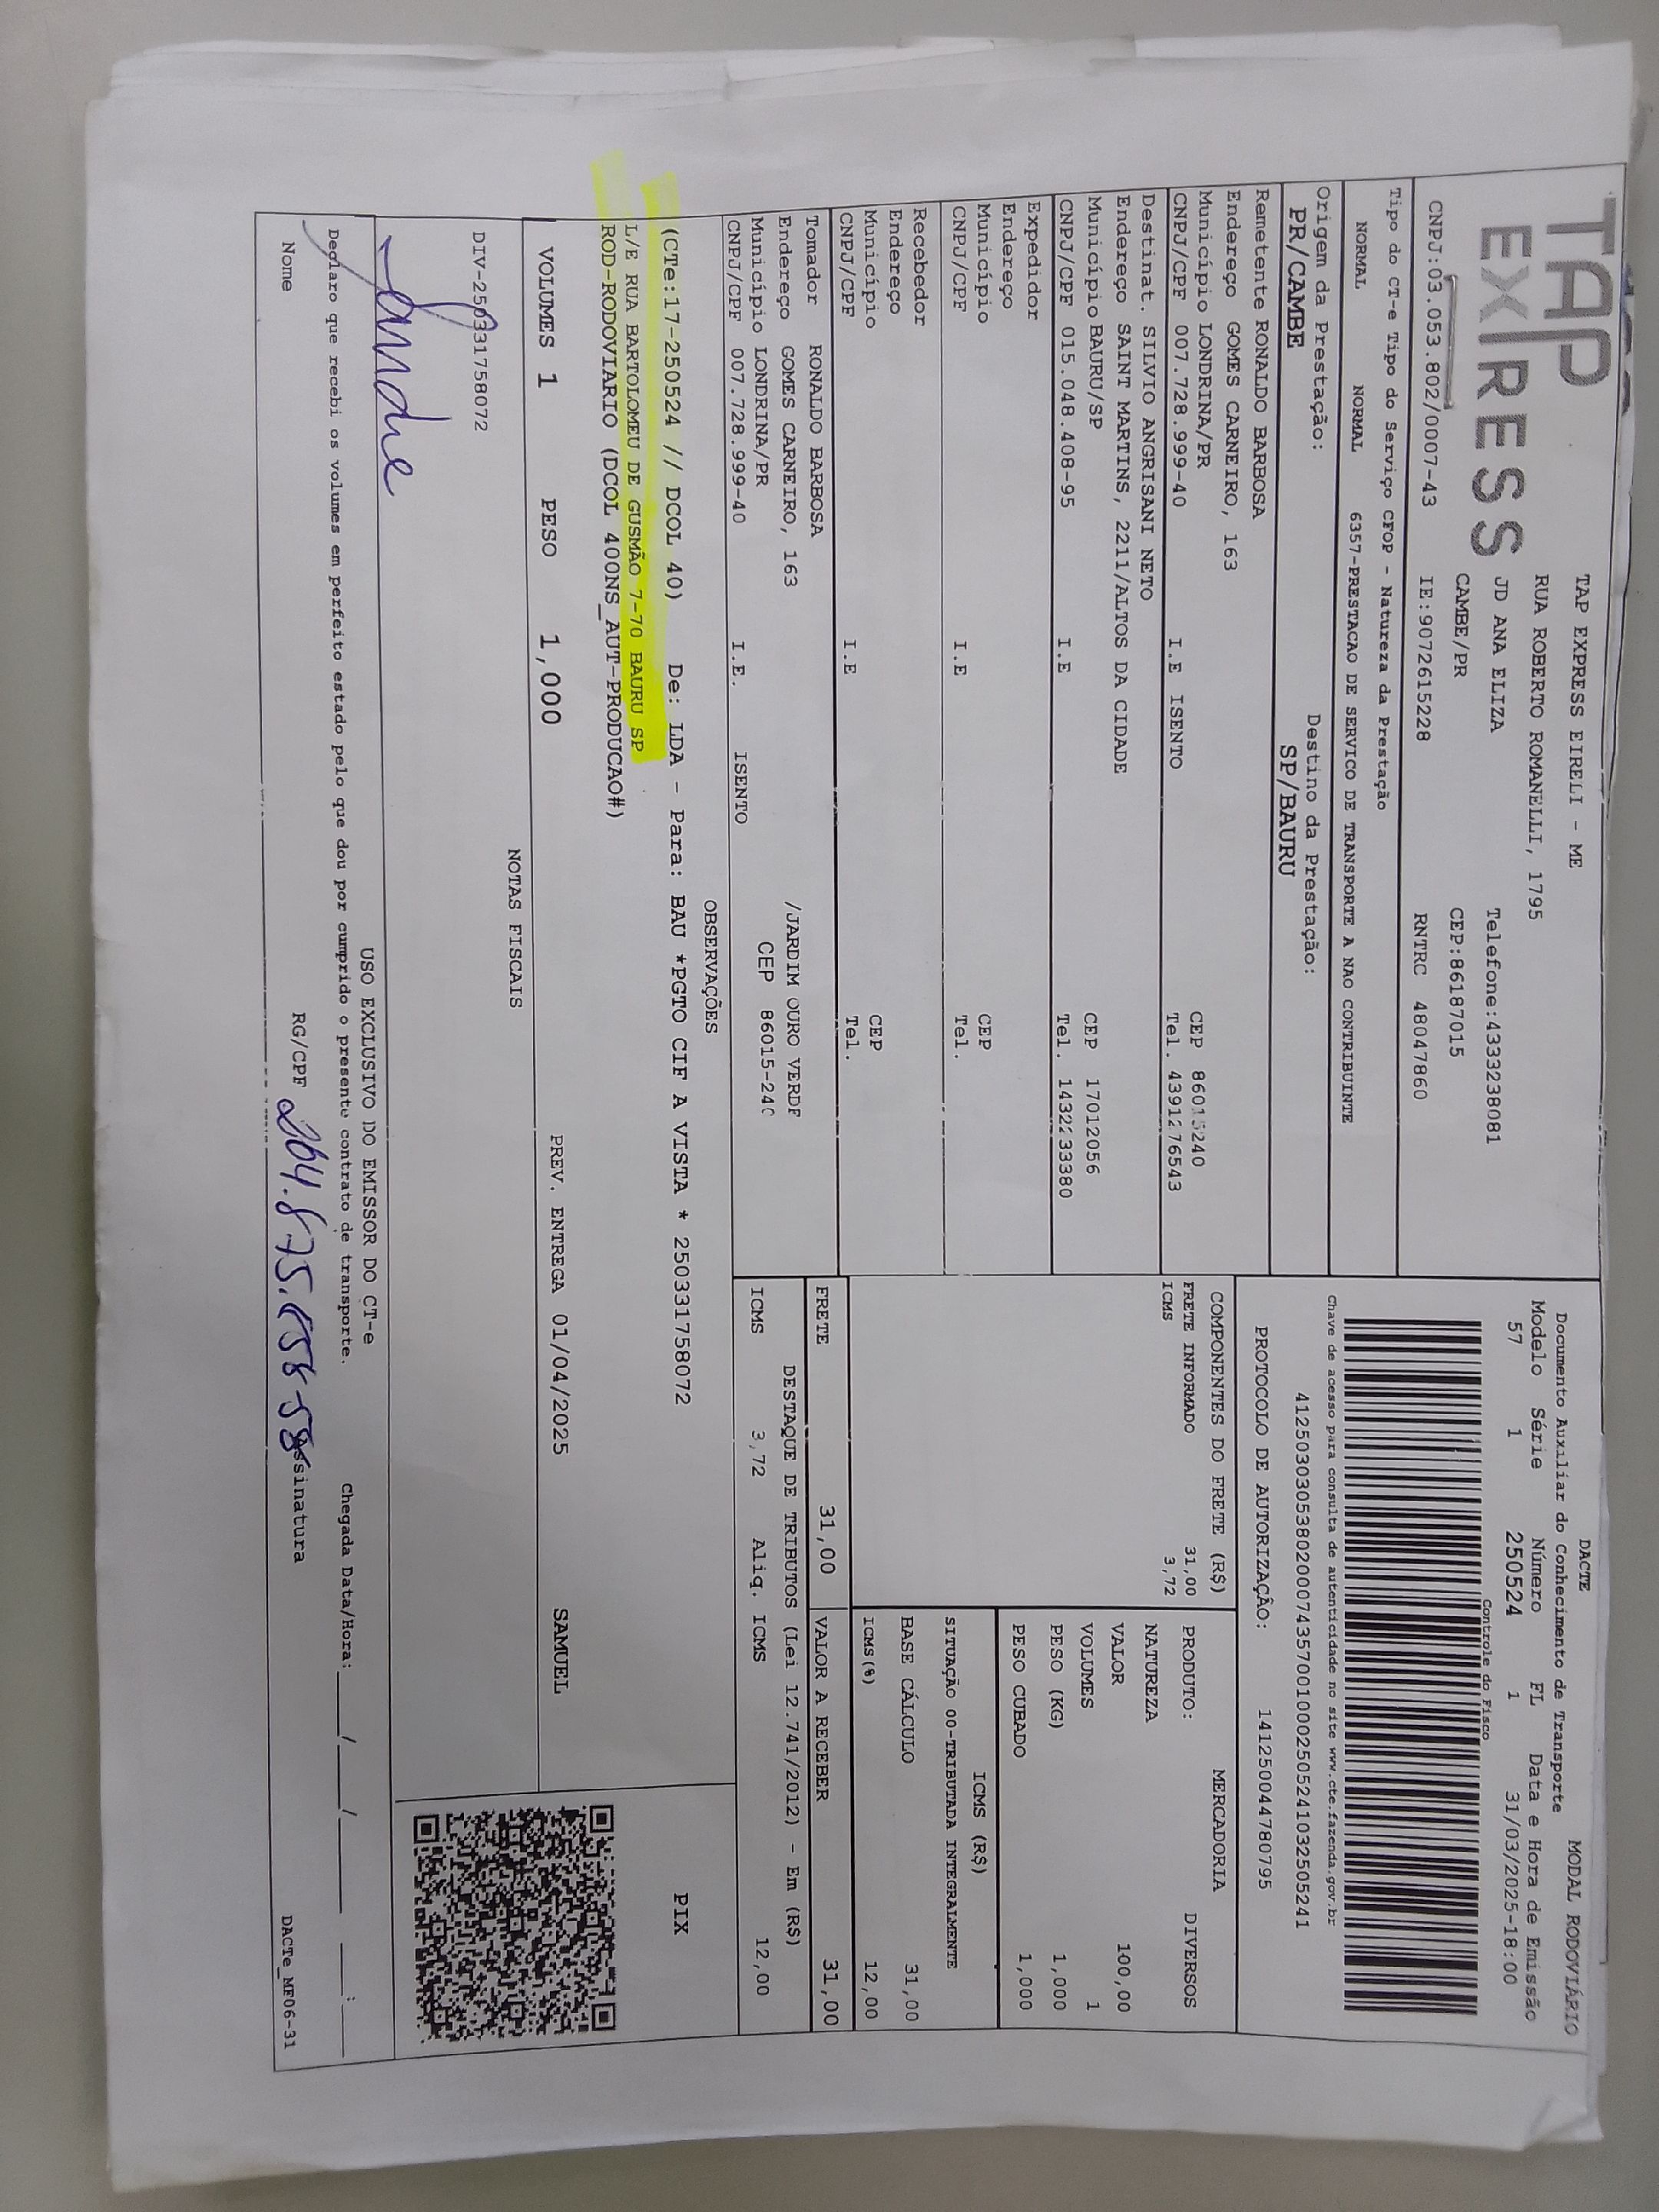 TAP
EXPRESS
TAP EXPRESS EIRELI - ME
RUA ROBERTO ROMANELLI, 1795
JD ANA ELIZA Telefone:4333238081
CAMBE/PR CEP:86187015
CNPJ:03.053.802/0007-43 IE:9072615228 RNTRC 48047860
Tipo do CT-e Tipo do Serviço CFOP - Natureza da Prestação
NORMAL NORMAL 6357-PRESTACAO DE SERVICO DE TRANSPORTE A NAO CONTRIBUINTE
Origem da Prestação: Destino da Prestação:
PR/CAMBE SP/BAURU
Remetente RONALDO BARBOSA
Endereço GOMES CARNEIRO, 163
Município LONDRINA/PR CEP 86015240
CNPJ/CPF 007.728.999-40 I.E ISENTO Tel. 43912276543
Destinat. SILVIO ANGRISANI NETO
Endereço SAINT MARTINS, 2211/ALTOS DA CIDADE
Município BAURU/SP CEP 17012056
CNPJ/CPF 015.048.408-95 I.E Tel. 1432233380
Expedidor
Endereço
Município CEP
CNPJ/CPF I.E Tel.
Recebedor
Endereço
Município CEP
CNPJ/CPF I.E Tel.
Tomador RONALDO BARBOSA
Endereço GOMES CARNEIRO, 163 /JARDIM OURO VERDE
Município LONDRINA/PR CEP 86015-240
CNPJ/CPF 007.728.999-40 I.E. ISENTO
DACTE MODAL RODOVIÁRIO
Documento Auxiliar do Conhecimento de Transporte
Modelo Série Número FL Data e Hora de Emissão
57 1 250524 1 31/03/2025-18:00
Controle do Fisco
Chave de acesso para consulta de autenticidade no site www.cte.fazenda.gov.br
41250303053802000743570010002505241032505241
PROTOCOLO DE AUTORIZAÇÃO: 141250044780795
COMPONENTES DO FRETE (R$)
FRETE INFORMADO 31,00
ICMS 3,72
MERCADORIA
PRODUTO: DIVERSOS
NATUREZA
VALOR 100,00
VOLUMES 1
PESO (KG) 1,000
PESO CUBADO 1,000
ICMS (R$)
SITUAÇÃO 00-TRIBUTADA INTEGRALMENTE
BASE CÁLCULO 31,00
ICMS(%) 12,00
FRETE 31,00 VALOR A RECEBER 31,00
DESTAQUE DE TRIBUTOS (Lei 12.741/2012) - Em (R$)
ICMS 3,72 Aliq. ICMS 12,00
OBSERVAÇÕES
(CTe:17-250524 // DCOL 40) De: LDA - Para: BAU *PGTO CIF A VISTA * 250331758072
L/E RUA BARTOLOMEU DE GUSMÃO 7-70 BAURU SP
ROD-RODOVIARIO (DCOL 400NS_AUT-PRODUCAO#)
PIX
VOLUMES 1 PESO 1,000 PREV. ENTREGA 01/04/2025 SAMUEL
NOTAS FISCAIS
DIV-250331758072
USO EXCLUSIVO DO EMISSOR DO CT-e
Declaro que recebi os volumes em perfeito estado pelo que dou por cumprido o presente contrato de transporte. Chegada Data/Hora:____/____/______ ___:___
Nome RG/CPF Assinatura
DACTe_MF06-31